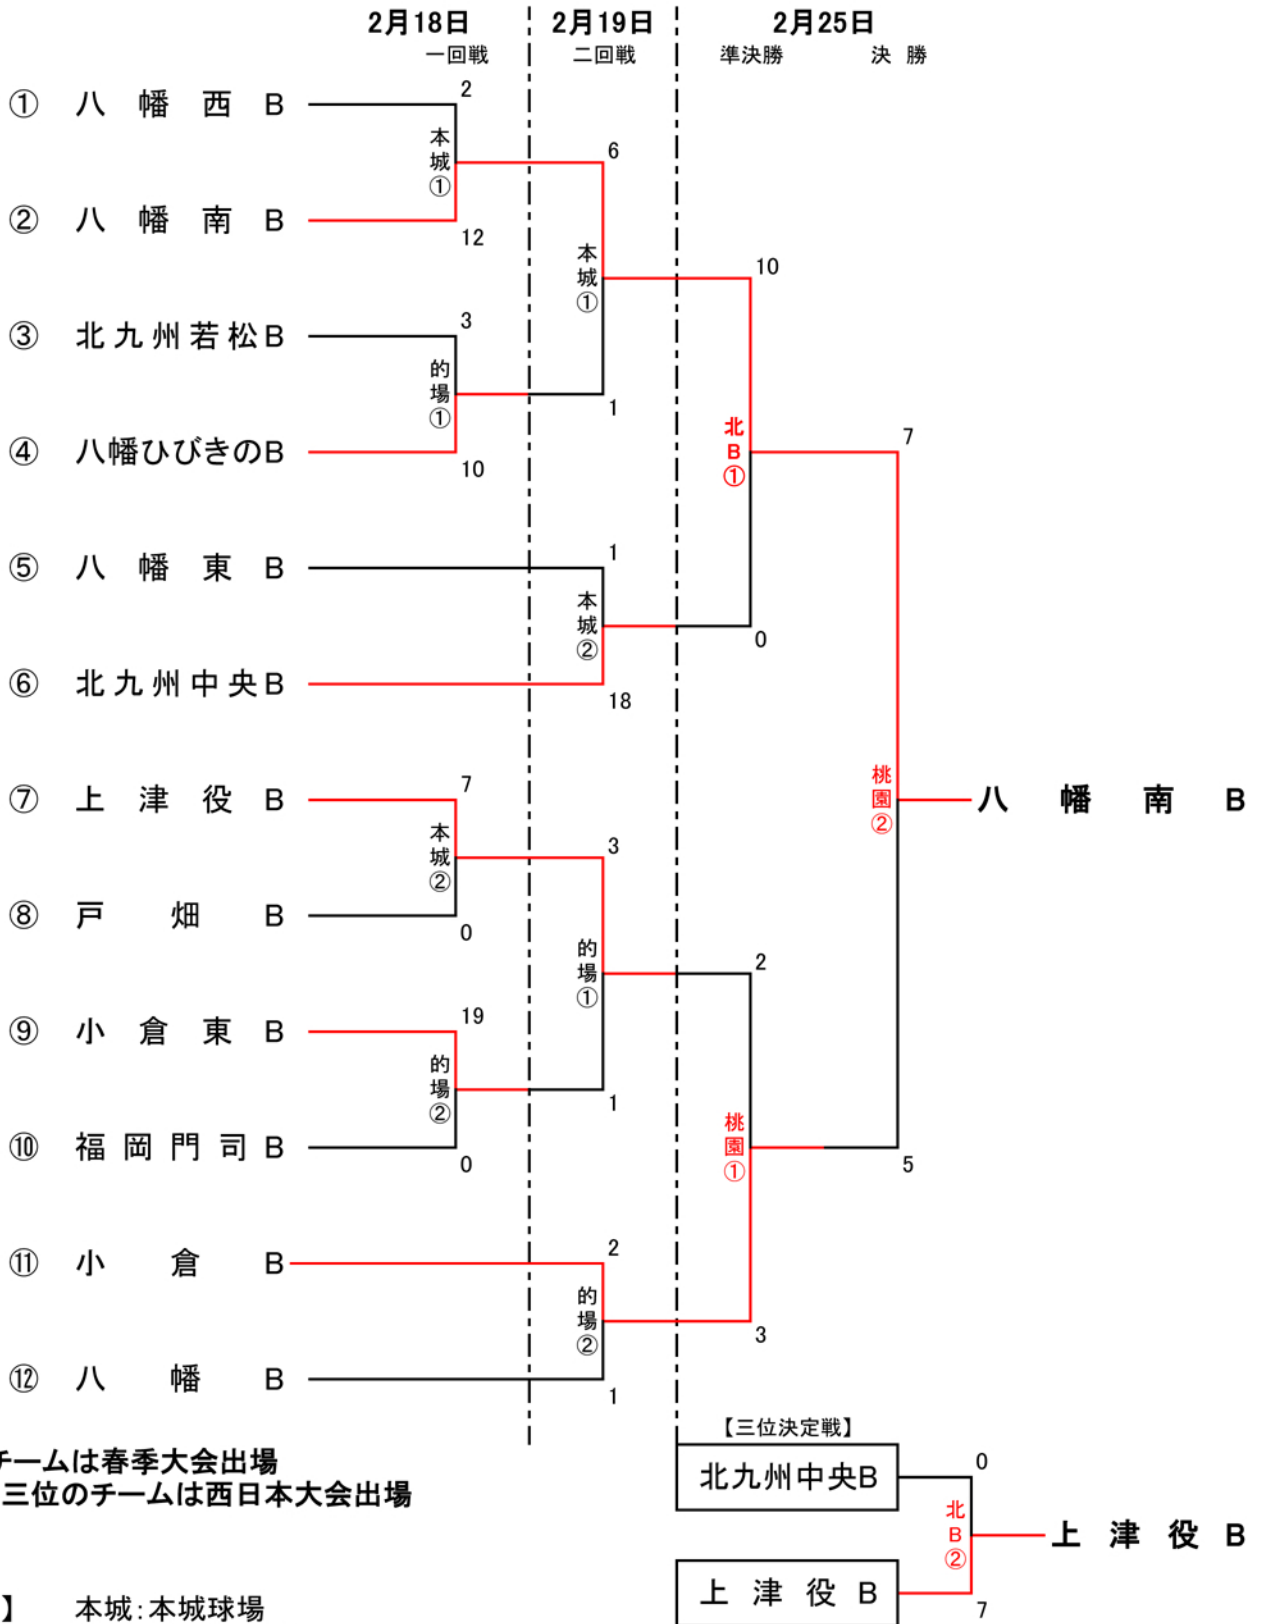 2月18日 2月19日 2月25日
一回戦 二回戦 準決勝 決 勝
2
① 八 幡 西 B
本城①
6
② 八 幡 南 B
12
本城①
10
3
③ 北九州若松B
的場①
1
北B①
7
④ 八幡ひびきのB
10
1
⑤ 八 幡 東 B
本城②
0
⑥ 北九州中央B
18
7
⑦ 上 津 役 B
桃園②
八 幡 南 B
本城②
3
⑧ 戸 畑 B
0
的場①
2
19
⑨ 小 倉 東 B
的場②
1
桃園①
⑩ 福岡門司B
0
5
2
⑪ 小 倉 B
的場②
3
⑫ 八 幡 B
1
【三位決定戦】
チームは春季大会出場
0
北九州中央B
三位のチームは西日本大会出場
北B②
上 津 役 B
上 津 役 B
7
】 本城:本城球場